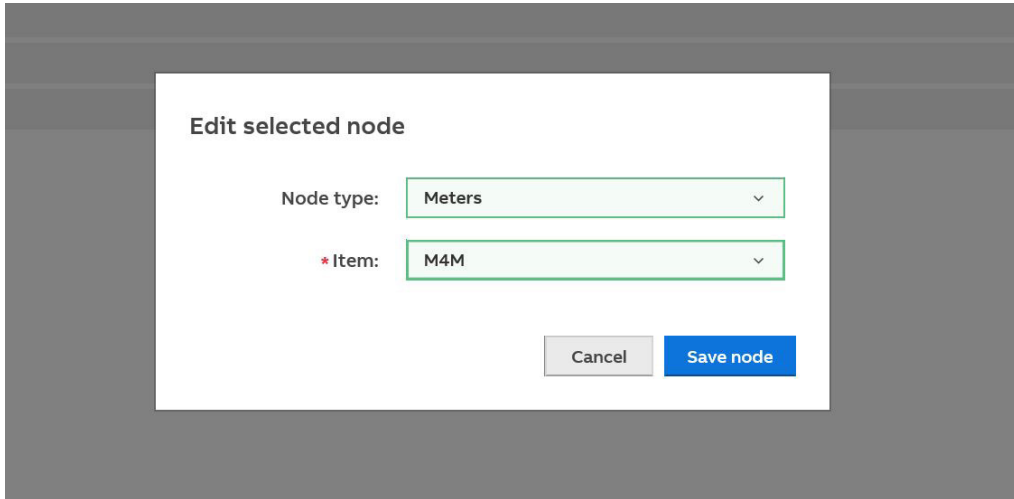 Edit selected node
Node type: Meters
* Item: M4M
Cancel Save node